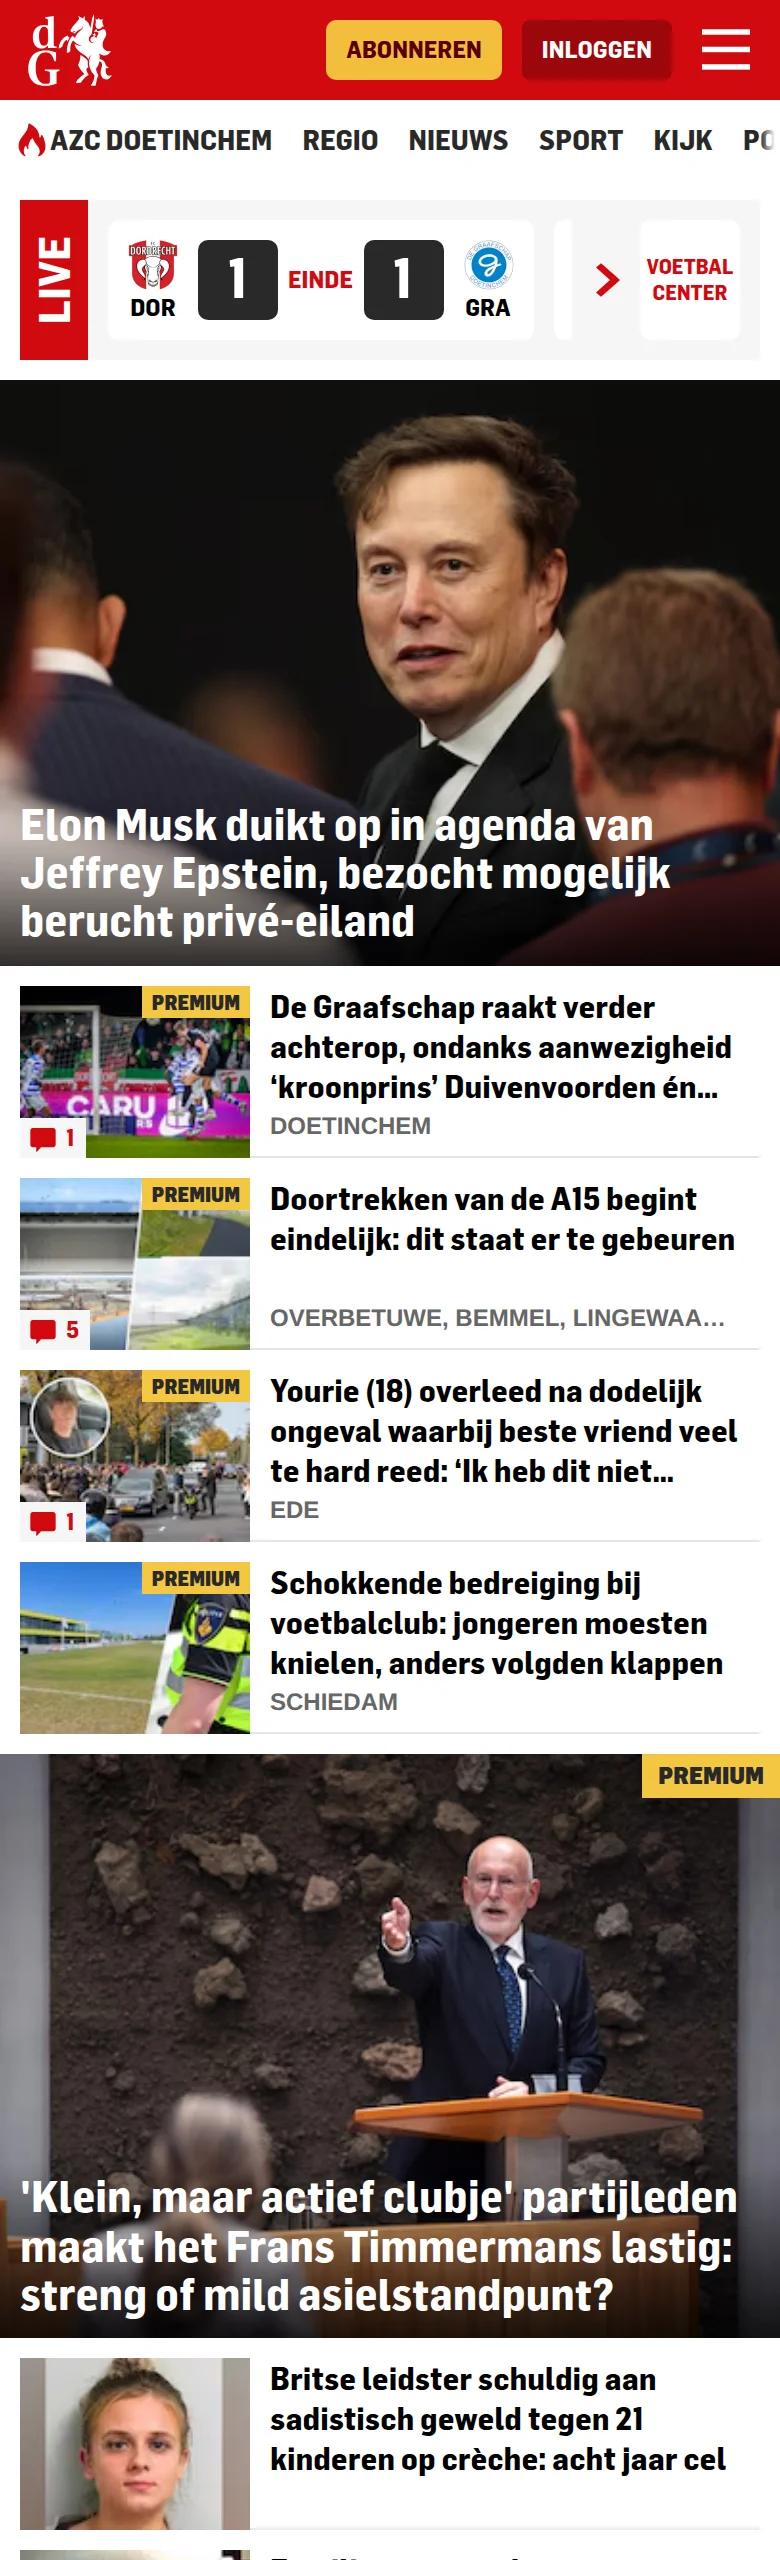 dG
ABONNEREN
INLOGGEN
AZC DOETINCHEM REGIO NIEUWS SPORT KIJK
LIVE
DORDRECHT
DOR
1
EINDE
1
GRA
VOETBAL
CENTER
Elon Musk duikt op in agenda van
Jeffrey Epstein, bezocht mogelijk
berucht privé-eiland
PREMIUM
CARU
1
De Graafschap raakt verder
achterop, ondanks aanwezigheid
‘kroonprins’ Duivenvoorden én...
DOETINCHEM
PREMIUM
5
Doortrekken van de A15 begint
eindelijk: dit staat er te gebeuren
OVERBETUWE, BEMMEL, LINGEWAA...
PREMIUM
1
Yourie (18) overleed na dodelijk
ongeval waarbij beste vriend veel
te hard reed: ‘Ik heb dit niet...
EDE
PREMIUM
Schokkende bedreiging bij
voetbalclub: jongeren moesten
knielen, anders volgden klappen
SCHIEDAM
PREMIUM
'Klein, maar actief clubje' partijleden
maakt het Frans Timmermans lastig:
streng of mild asielstandpunt?
Britse leidster schuldig aan
sadistisch geweld tegen 21
kinderen op crèche: acht jaar cel